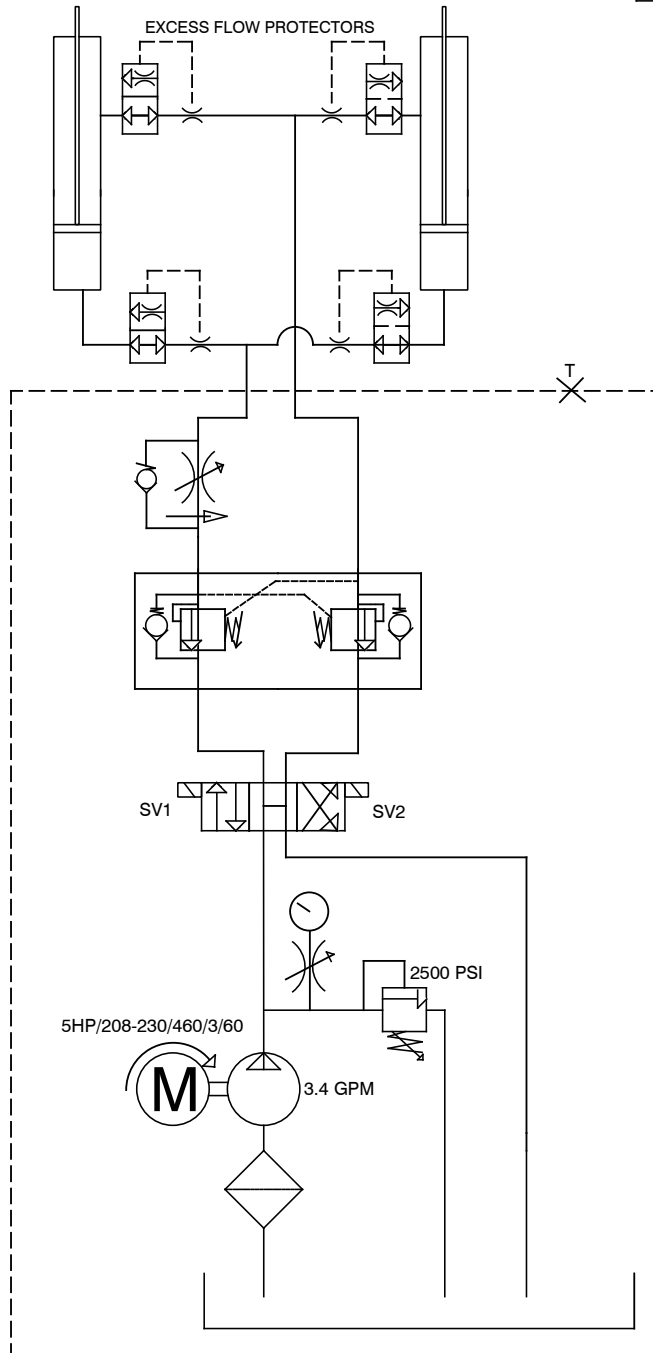 EXCESS FLOW PROTECTORS
T
SV1
SV2
2500 PSI
5HP/208-230/460/3/60
M
3.4 GPM